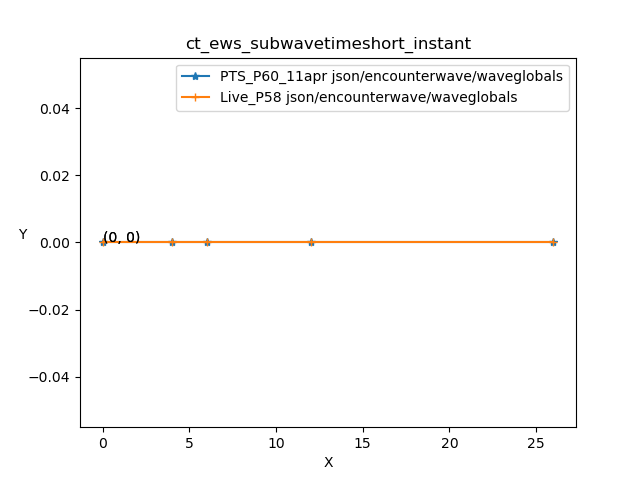 ct_ews_subwavetimeshort_instant
PTS_P60_11apr json/encounterwave/waveglobals
Live_P58 json/encounterwave/waveglobals
0.04
0.02
Y
0.00
(0, 0)
−0.02
−0.04
0 5 10 15 20 25
X